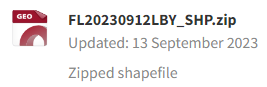 GEO
FL20230912LBY_SHP.zip
Updated: 13 September 2023
Zipped shapefile